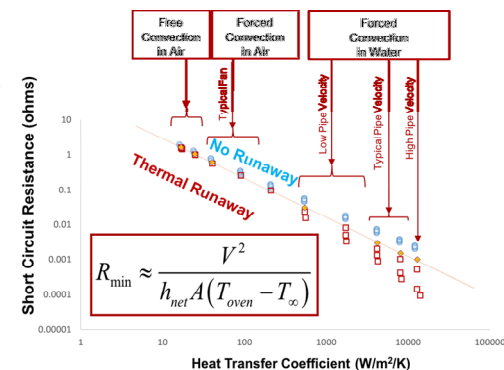 Free
Convection
in Air
Forced
Convection
in Air
Forced
Convection
in Water
Typical Fan
Low Pipe Velocity
Typical Pipe Velocity
High Pipe Velocity
Short Circuit Resistance (ohms)
10
1
0.1
0.01
0.001
0.0001
0.00001
No Runaway
Thermal Runaway
R_min ≈ V² / (h_net A (T_oven − T_∞))
1 10 100 1000 10000 100000
Heat Transfer Coefficient (W/m²/K)